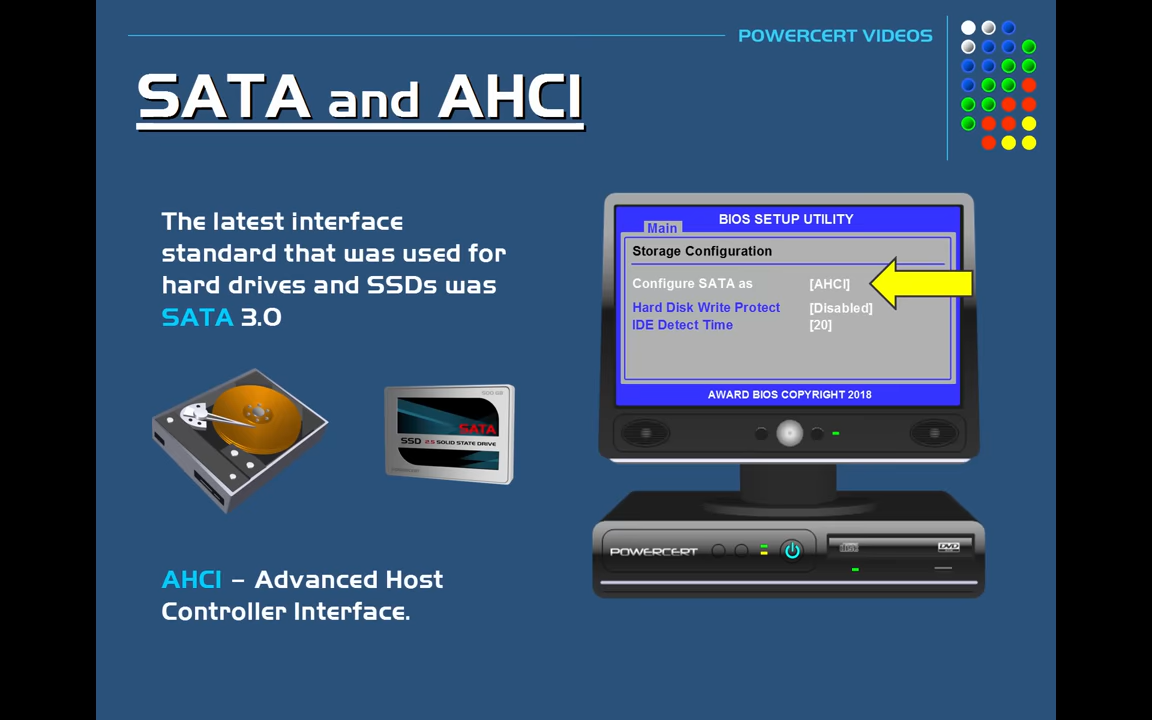 POWERCERT VIDEOS
SATA and AHCI
The latest interface
standard that was used for
hard drives and SSDs was
SATA 3.0
BIOS SETUP UTILITY
Main
Storage Configuration
Configure SATA as [AHCI]
Hard Disk Write Protect [Disabled]
IDE Detect Time [20]
AWARD BIOS COPYRIGHT 2018
500 GB
SATA
SSD 2.5 SOLID STATE DRIVE
POWERCERT
DVD
AHCI – Advanced Host
Controller Interface.